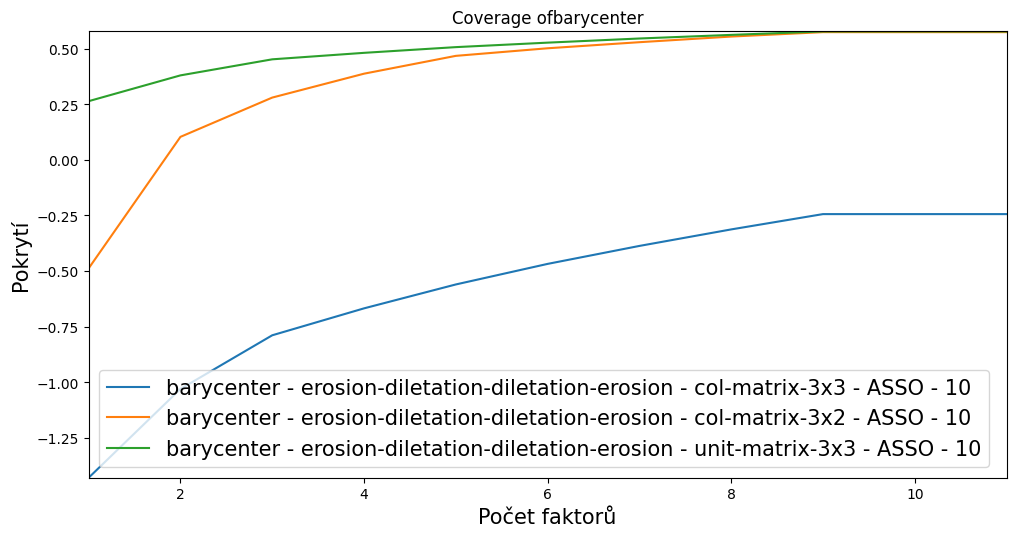 Coverage ofbarycenter
0.50
0.25
0.00
−0.25
−0.50
−0.75
−1.00
−1.25
Pokrytí
barycenter - erosion-diletation-diletation-erosion - col-matrix-3x3 - ASSO - 10
barycenter - erosion-diletation-diletation-erosion - col-matrix-3x2 - ASSO - 10
barycenter - erosion-diletation-diletation-erosion - unit-matrix-3x3 - ASSO - 10
2 4 6 8 10
Počet faktorů